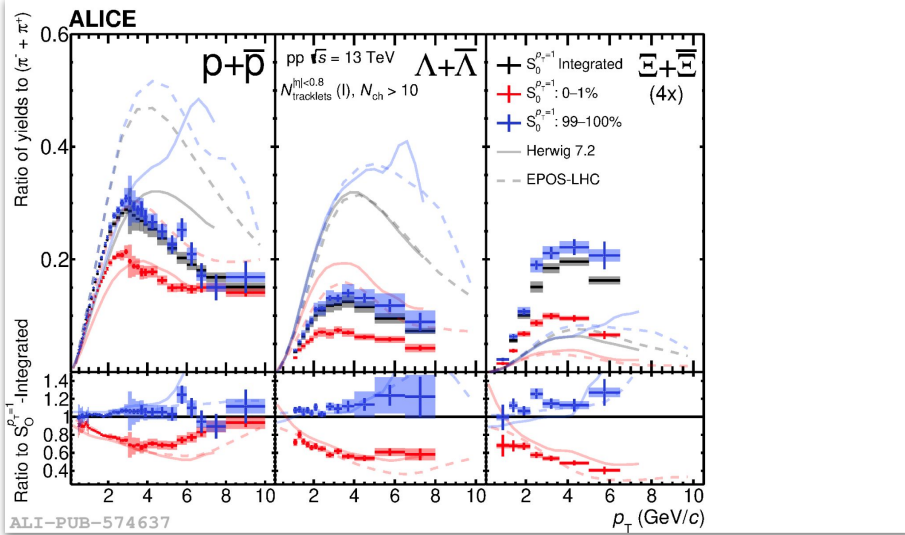 ALICE
Ratio of yields to (π⁻ + π⁺)
0.6
0.4
0.2
p+p̅
pp √s = 13 TeV
N_tracklets^|η|<0.8 (I), N_ch > 10
Λ+Λ̅
Ξ+Ξ̅
(4x)
S_0^{p_T=1} Integrated
S_0^{p_T=1}: 0–1%
S_0^{p_T=1}: 99–100%
Herwig 7.2
EPOS-LHC
Ratio to S_O^{p_T=1}-Integrated
1.4
1.2
1
0.8
0.6
0.4
2 4 6 8 10 2 4 6 8 10 2 4 6 8 10
p_T (GeV/c)
ALI-PUB-574637